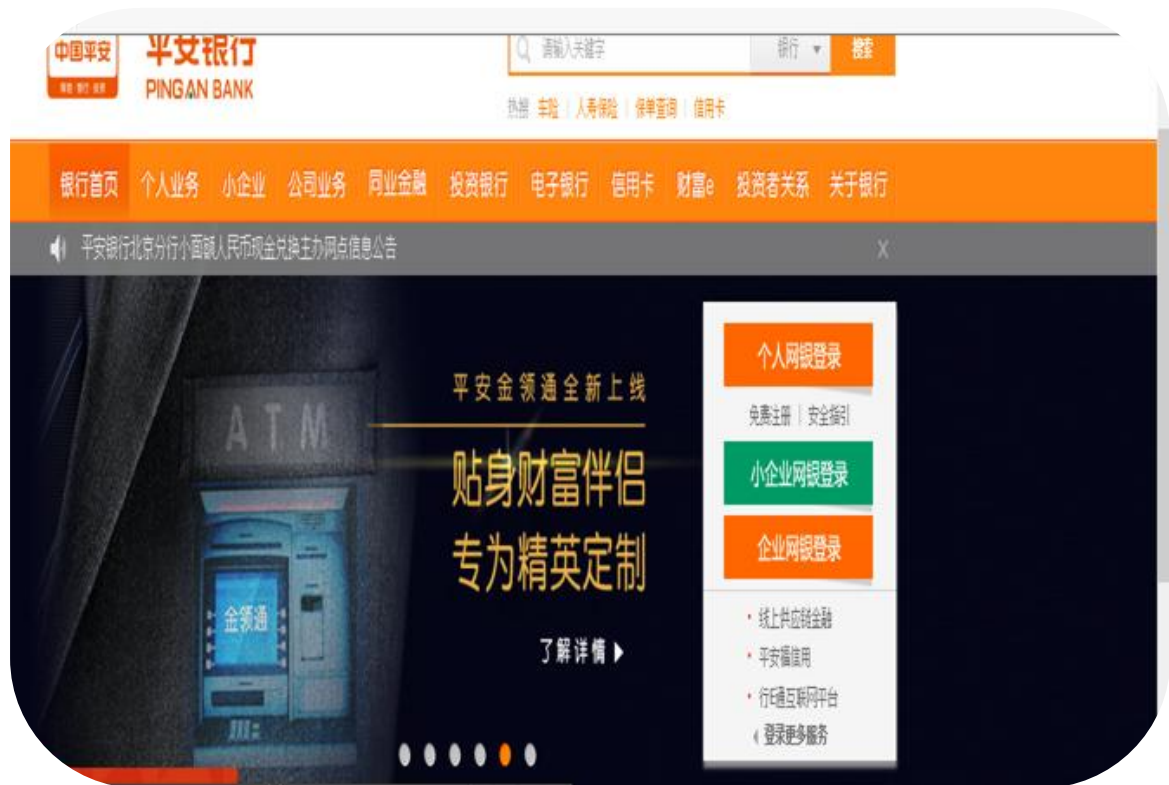 中国平安
保险·银行·投资
平安银行
PINGAN BANK
请输入关键字
银行
搜索
热搜 车险 | 人寿保险 | 保单查询 | 信用卡
银行首页 个人业务 小企业 公司业务 同业金融 投资银行 电子银行 信用卡 财富e 投资者关系 关于银行
平安银行北京分行小面额人民币现金兑换主办网点信息公告 X
ATM
金领通
平安金领通全新上线
贴身财富伴侣
专为精英定制
了解详情
个人网银登录
免费注册 | 安全指引
小企业网银登录
企业网银登录
线上供应链金融
平安橙信用
行E通互联网平台
登录更多服务